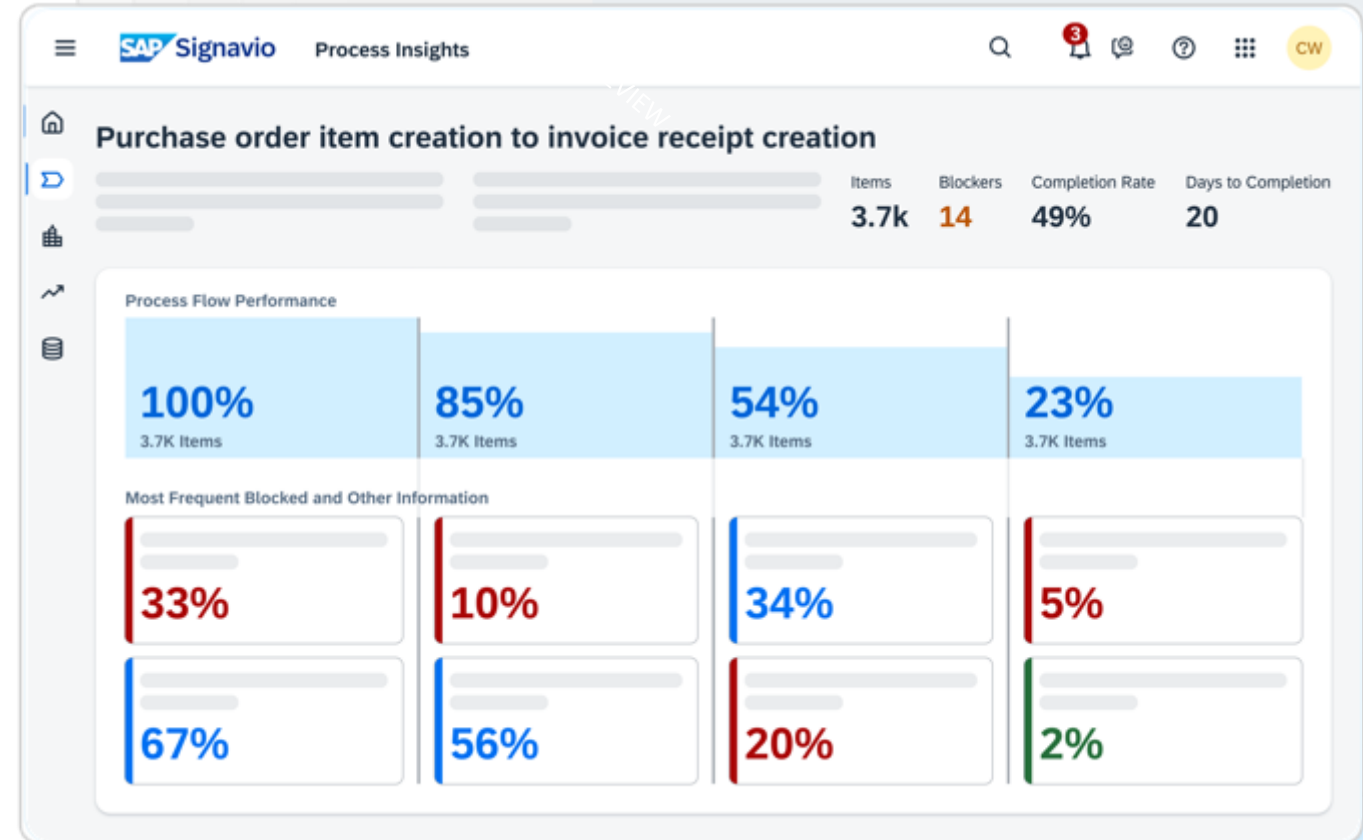 SAP Signavio Process Insights 3 CW
Purchase order item creation to invoice receipt creation
Items Blockers Completion Rate Days to Completion
3.7k 14 49% 20
Process Flow Performance
100% 85% 54% 23%
3.7K Items 3.7K Items 3.7K Items 3.7K Items
Most Frequent Blocked and Other Information
33% 10% 34% 5%
67% 56% 20% 2%